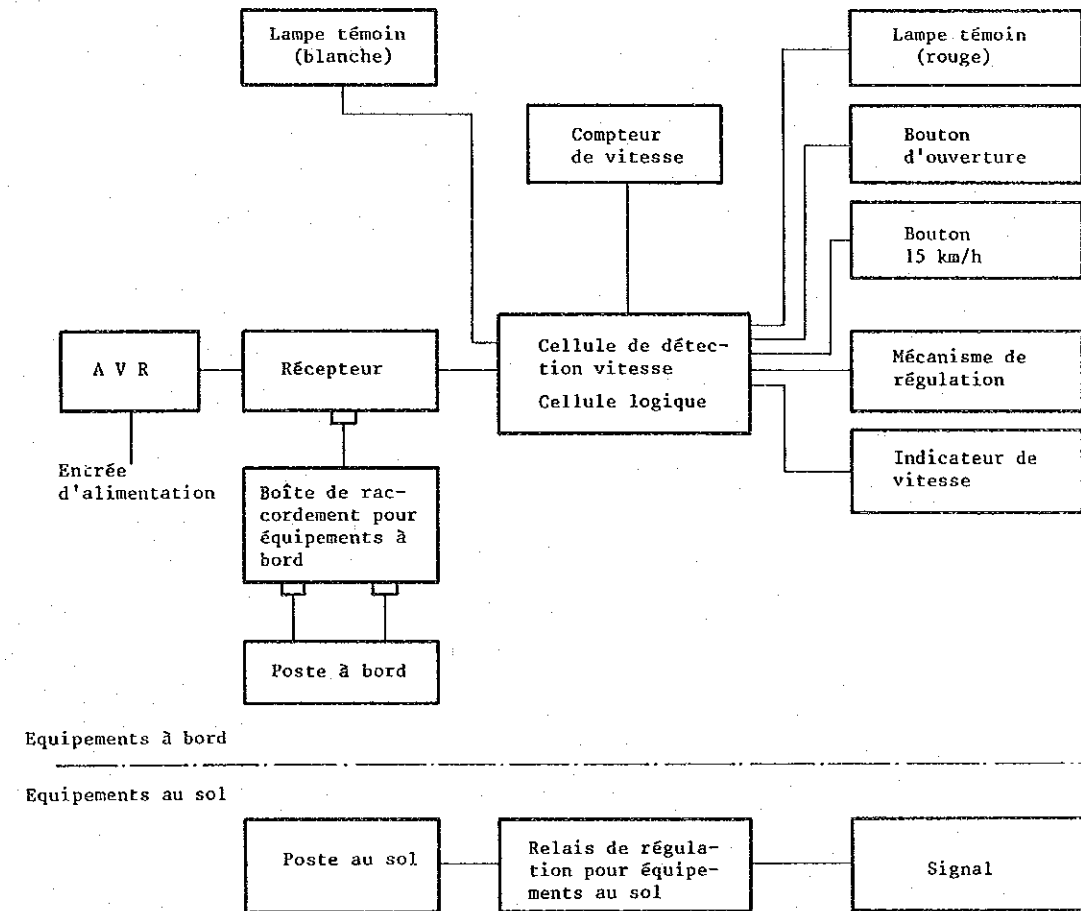 Lampe témoin
(blanche)
Lampe témoin
(rouge)
Compteur
de vitesse
Bouton
d'ouverture
Bouton
15 km/h
A V R
Récepteur
Cellule de détec-
tion vitesse
Cellule logique
Mécanisme de
régulation
Entrée
d'alimentation
Boîte de rac-
cordement pour
équipements à
bord
Indicateur de
vitesse
Poste à bord
Equipements à bord
Equipements au sol
Poste au sol
Relais de régula-
tion pour équipe-
ments au sol
Signal